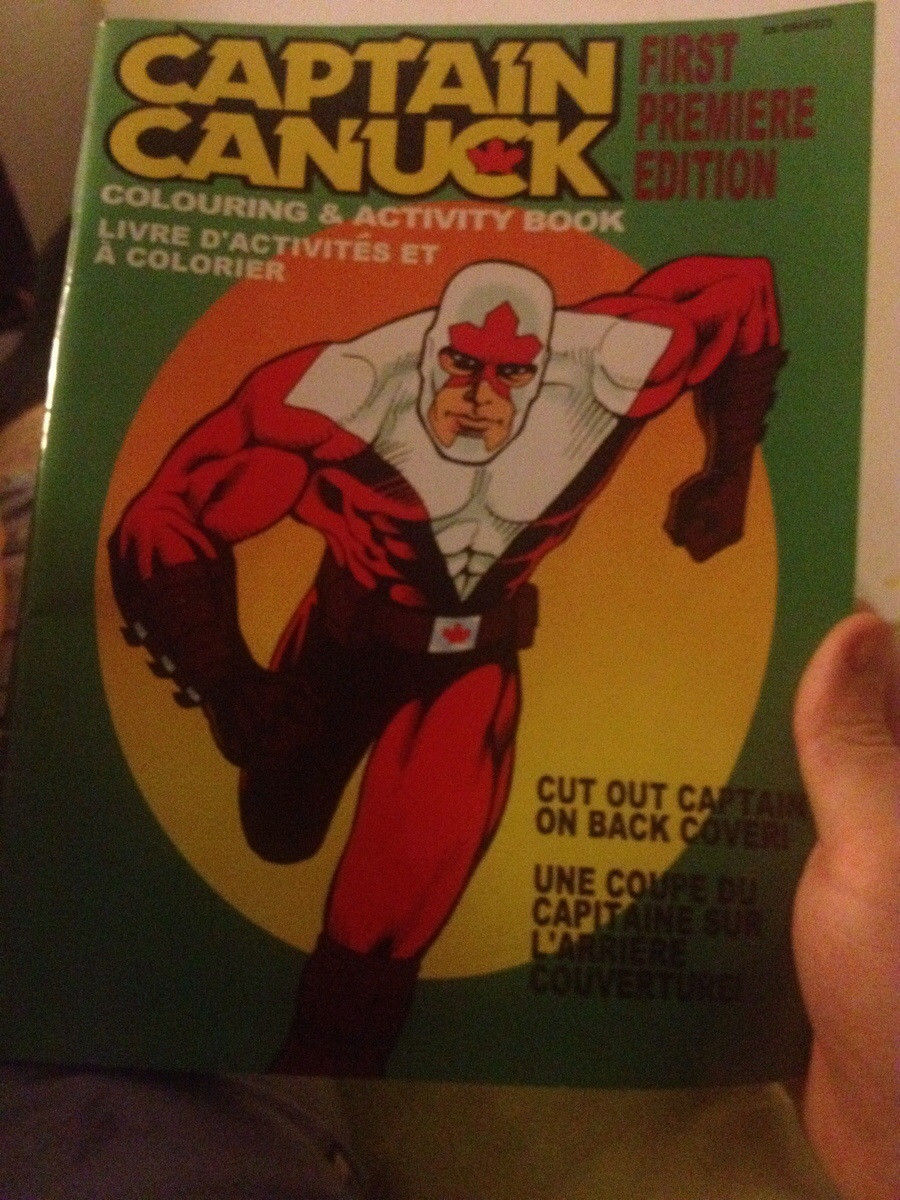 CAPTAIN
CANUCK
FIRST
PREMIERE
EDITION
COLOURING & ACTIVITY BOOK
LIVRE D'ACTIVITÉS ET
À COLORIER
CUT OUT CAPTAIN
ON BACK COVER!
UNE COUPE DU
CAPITAINE SUR
L'ARRIÈRE
COUVERTURE!